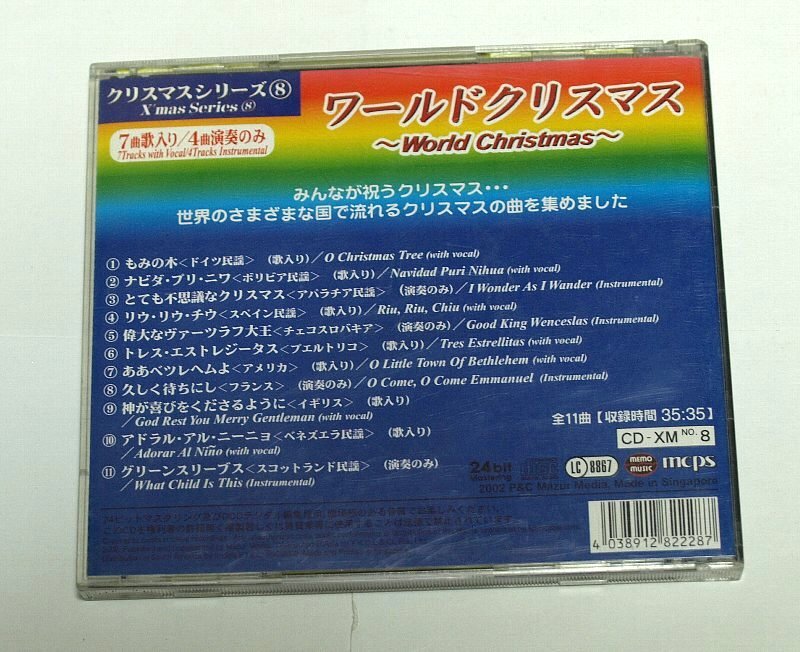 クリスマスシリーズ⑧
X'mas Series (8)
ワールドクリスマス
～World Christmas～
7曲歌入り/4曲演奏のみ
7Tracks with Vocal/4Tracks Instrumental
みんなが祝うクリスマス･･･
世界のさまざまな国で流れるクリスマスの曲を集めました
① もみの木<ドイツ民謡> (歌入り)/O Christmas Tree (with vocal)
② ナビダ・プリ・ニワ<ボリビア民謡> (歌入り)/Navidad Puri Nihua (with vocal)
③ とても不思議なクリスマス<アパラチア民謡> (演奏のみ)/I Wonder As I Wander (Instrumental)
④ リウ・リウ・チウ<スペイン民謡> (歌入り)/Riu, Riu, Chiu (with vocal)
⑤ 偉大なヴァーツラフ大王<チェコスロバキア> (演奏のみ)/Good King Wenceslas (Instrumental)
⑥ トレス・エストレジータス<プエルトリコ> (歌入り)/Tres Estrellitas (with vocal)
⑦ ああベツレヘムよ<アメリカ> (歌入り)/O Little Town Of Bethlehem (with vocal)
⑧ 久しく待ちにし<フランス> (演奏のみ)/O Come, O Come Emmanuel (Instrumental)
⑨ 神が喜びをくださるように<イギリス> (歌入り)
/God Rest You Merry Gentleman (with vocal)
⑩ アドラル・アル・ニーニョ<ベネズエラ民謡> (歌入り)
/Adorar Al Niño (with vocal)
⑪ グリーンスリーブス<スコットランド民謡> (演奏のみ)
/What Child Is This (Instrumental)
全11曲【収録時間 35:35】
CD-XM NO. 8
24bit Mastering
LC 8867
MEMO MUSIC
mcps
2002 P&C Mazur Media, Made in Singapore
4 038912 822287